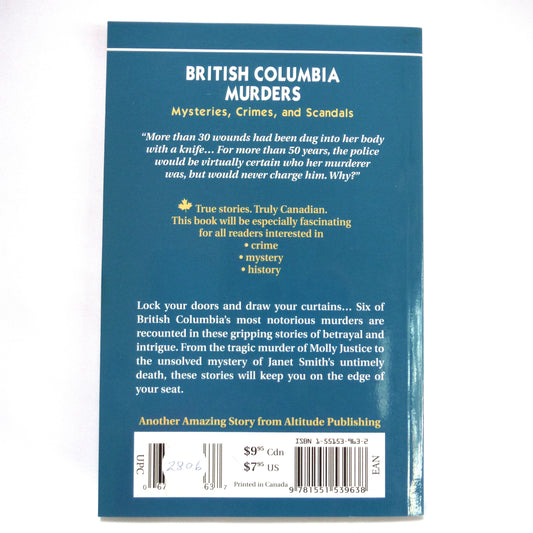 BRITISH COLUMBIA
MURDERS
Mysteries, Crimes, and Scandals
"More than 30 wounds had been dug into her body
with a knife... For more than 50 years, the police
would be virtually certain who her murderer
was, but would never charge him. Why?"
True stories. Truly Canadian.
This book will be especially fascinating
for all readers interested in
• crime
• mystery
• history
Lock your doors and draw your curtains... Six of
British Columbia's most notorious murders are
recounted in these gripping stories of betrayal and
intrigue. From the tragic murder of Molly Justice to
the unsolved mystery of Janet Smith's untimely
death, these stories will keep you on the edge of
your seat.
Another Amazing Story from Altitude Publishing
UPC
2806
0 67 63 7
$9.95 Cdn
$7.95 US
Printed in Canada
ISBN 1-55153-963-2
9 781551 539638
EAN